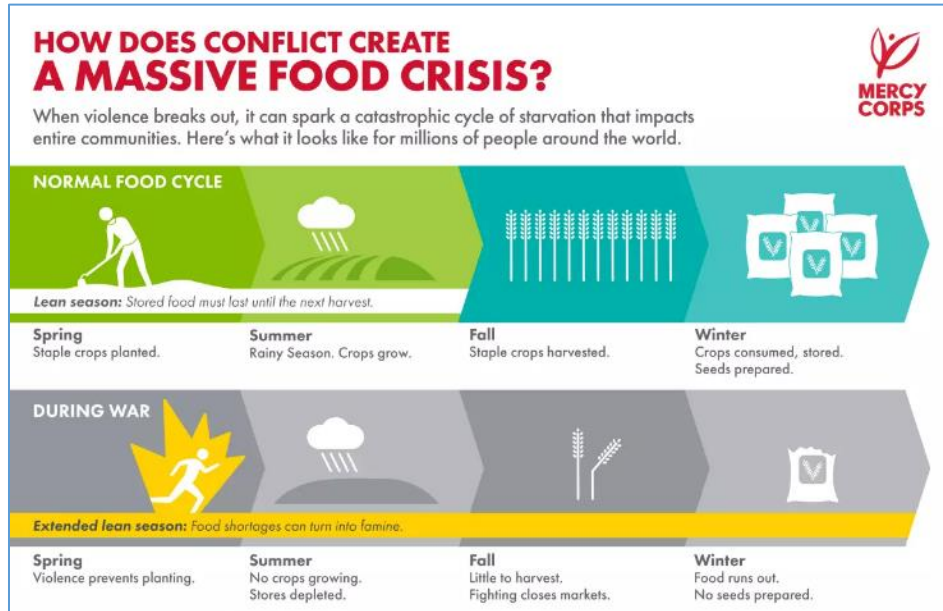 HOW DOES CONFLICT CREATE
A MASSIVE FOOD CRISIS?
MERCY
CORPS
When violence breaks out, it can spark a catastrophic cycle of starvation that impacts
entire communities. Here's what it looks like for millions of people around the world.
NORMAL FOOD CYCLE
Lean season: Stored food must last until the next harvest.
Spring
Staple crops planted.
Summer
Rainy Season. Crops grow.
Fall
Staple crops harvested.
Winter
Crops consumed, stored.
Seeds prepared.
DURING WAR
Extended lean season: Food shortages can turn into famine.
Spring
Violence prevents planting.
Summer
No crops growing.
Stores depleted.
Fall
Little to harvest.
Fighting closes markets.
Winter
Food runs out.
No seeds prepared.